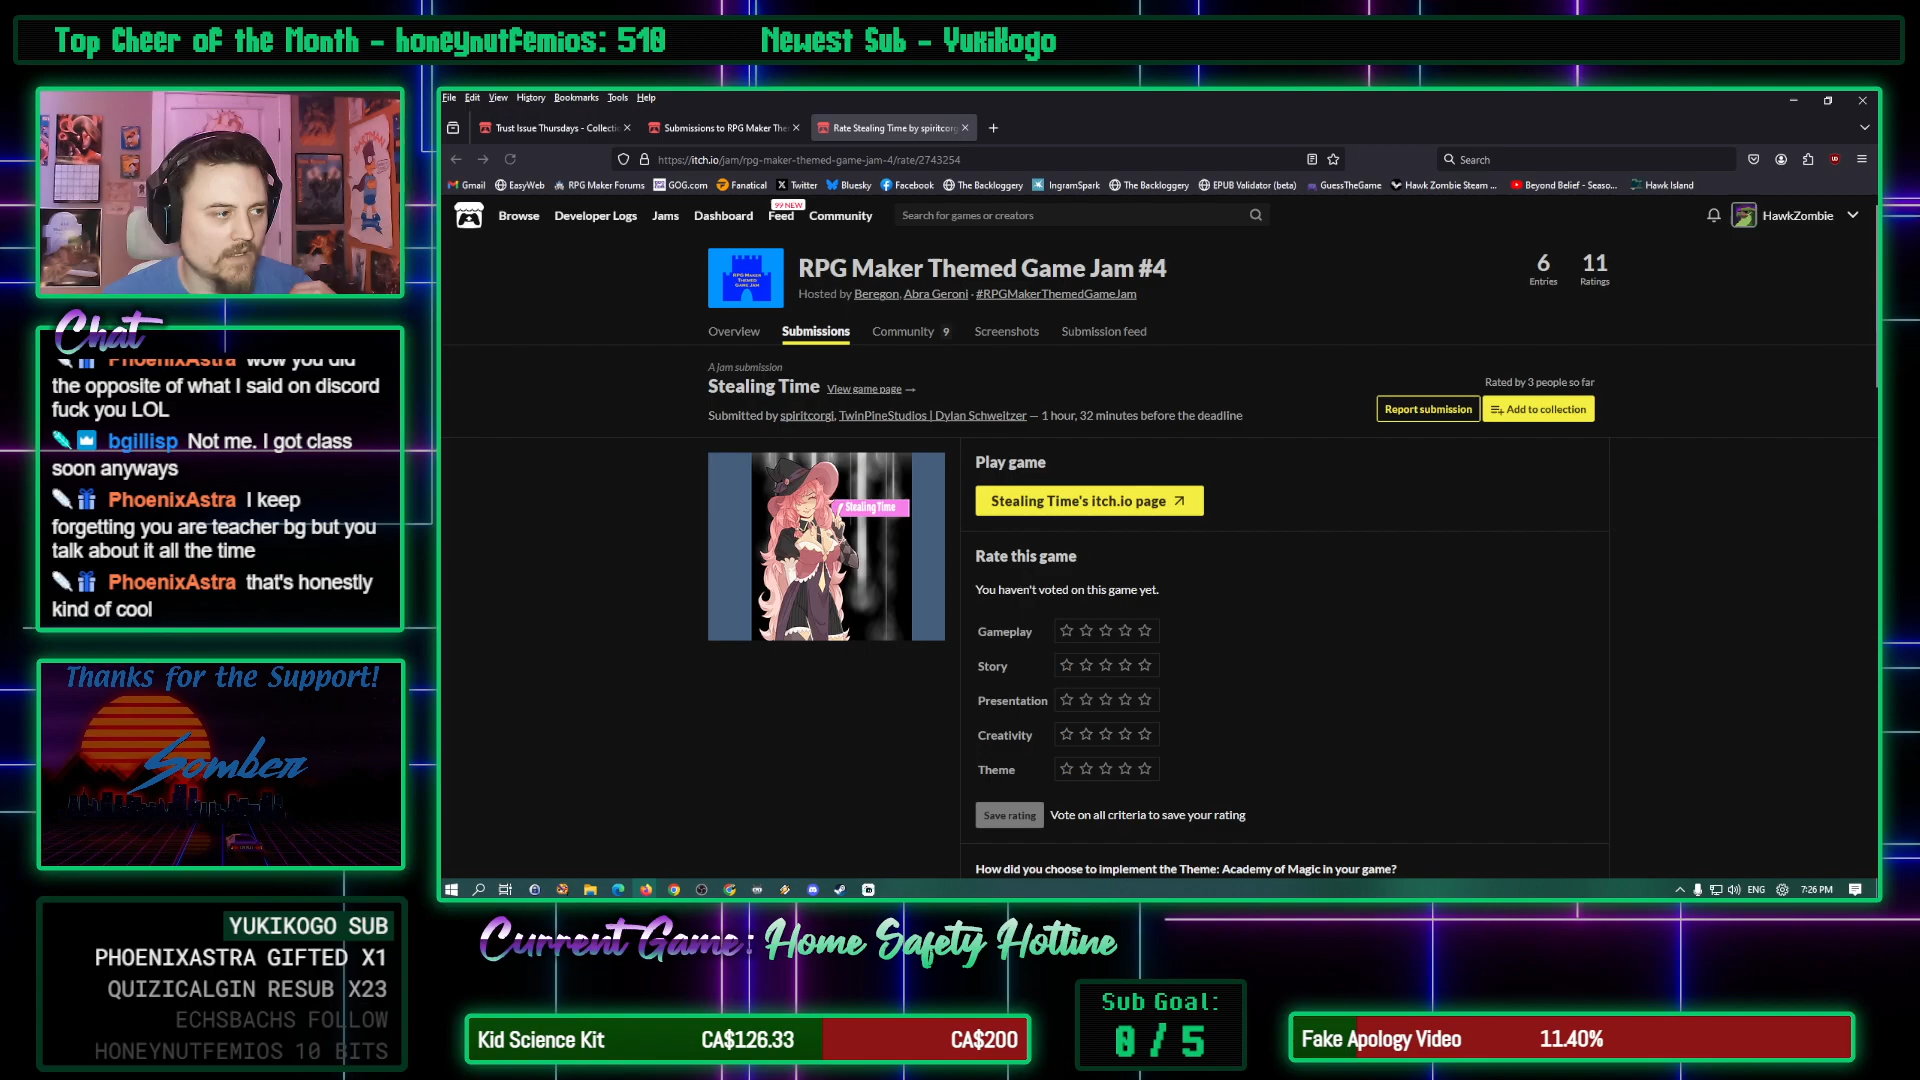 Top Cheer of the Month - honeynutfemios: 510
Newest Sub - YukiKogo
Chat
PhoenixAstra wow you did
the opposite of what I said on discord
fuck you LOL
bgillisp Not me. I got class
soon anyways
PhoenixAstra I keep
forgetting you are teacher bg but you
talk about it all the time
PhoenixAstra that's honestly
kind of cool
Thanks for the Support!
Somber
YUKIKOGO SUB
PHOENIXASTRA GIFTED X1
QUIZICALGIN RESUB X23
ECHSBACHS FOLLOW
HONEYNUTFEMIOS 10 BITS
File Edit View History Bookmarks Tools Help
Trust Issue Thursdays - Collectio
Submissions to RPG Maker The
Rate Stealing Time by spiritcorg
https://itch.io/jam/rpg-maker-themed-game-jam-4/rate/2743254
Search
Gmail EasyWeb RPG Maker Forums GOG.com Fanatical Twitter Bluesky Facebook The Backloggery IngramSpark The Backloggery EPUB Validator (beta) GuessTheGame Hawk Zombie Steam ... Beyond Belief - Seaso... Hawk Island
99 NEW
Browse Developer Logs Jams Dashboard Feed Community
Search for games or creators
HawkZombie
RPG MAKER
THEMED
GAME JAM
RPG Maker Themed Game Jam #4
Hosted by Beregon, Abra Geroni · #RPGMakerThemedGameJam
6
Entries
11
Ratings
Overview Submissions Community 9 Screenshots Submission feed
A jam submission
Stealing Time View game page →
Submitted by spiritcorgi, TwinPineStudios | Dylan Schweitzer — 1 hour, 32 minutes before the deadline
Rated by 3 people so far
Report submission
Add to collection
Stealing Time
Play game
Stealing Time's itch.io page
Rate this game
You haven't voted on this game yet.
Gameplay
Story
Presentation
Creativity
Theme
Save rating Vote on all criteria to save your rating
How did you choose to implement the Theme: Academy of Magic in your game?
ENG
7:26 PM
Current Game: Home Safety Hotline
Kid Science Kit CA$126.33 CA$200
Sub Goal:
0 / 5
Fake Apology Video 11.40%